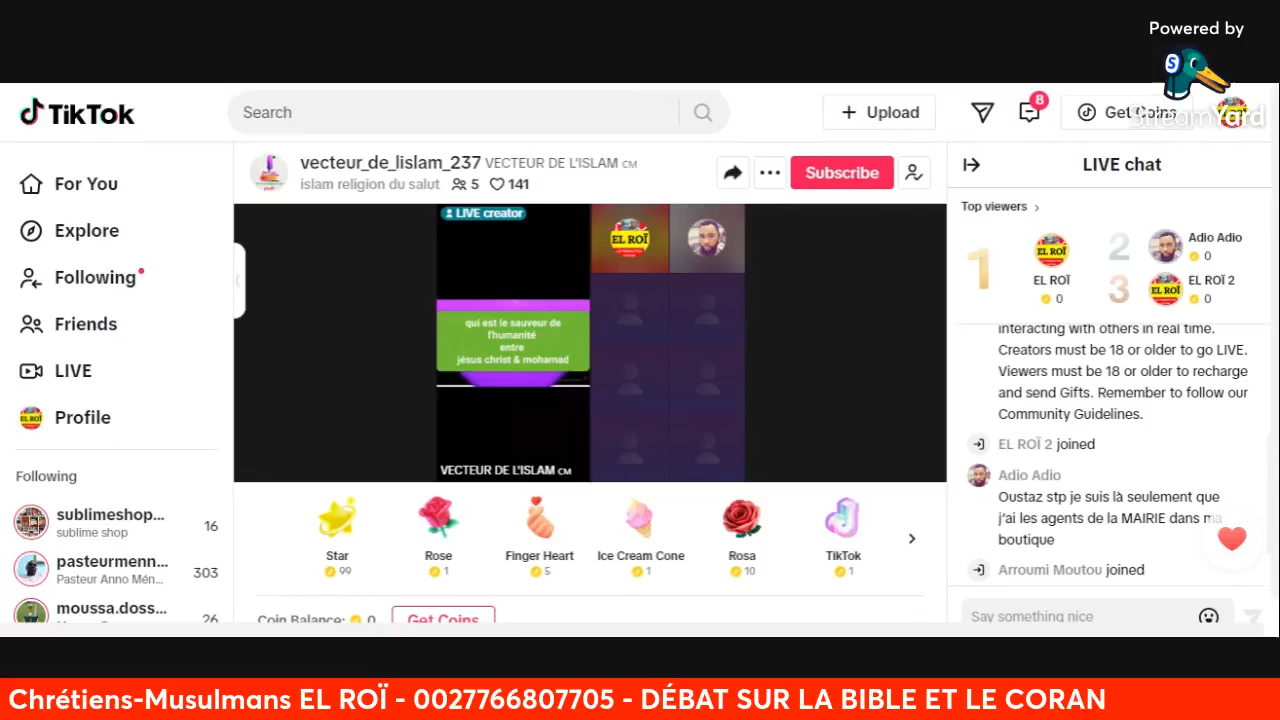 Powered by
StreamYard
TikTok
Search
Upload
8
Get Coins
For You
Explore
Following
Friends
LIVE
Profile
Following
sublimeshop...
sublime shop
16
pasteurmenn...
Pasteur Anno Mén...
303
moussa.doss...
26
vecteur_de_lislam_237 VECTEUR DE L'ISLAM CM
islam religion du salut 5 141
Subscribe
LIVE creator
EL ROÏ
qui est le sauveur de
l'humanité
entre
jésus christ & mohamad
VECTEUR DE L'ISLAM CM
Star
99
Rose
1
Finger Heart
5
Ice Cream Cone
1
Rosa
10
TikTok
1
Coin Balance: 0
Get Coins
LIVE chat
Top viewers
1
EL ROÏ
EL ROÏ
0
2
Adio Adio
0
3
EL ROÏ
EL ROÏ 2
0
interacting with others in real time.
Creators must be 18 or older to go LIVE.
Viewers must be 18 or older to recharge
and send Gifts. Remember to follow our
Community Guidelines.
EL ROÏ 2 joined
Adio Adio
Oustaz stp je suis là seulement que
j'ai les agents de la MAIRIE dans ma
boutique
Arroumi Moutou joined
Say something nice
Chrétiens-Musulmans EL ROÏ - 0027766807705 - DÉBAT SUR LA BIBLE ET LE CORAN